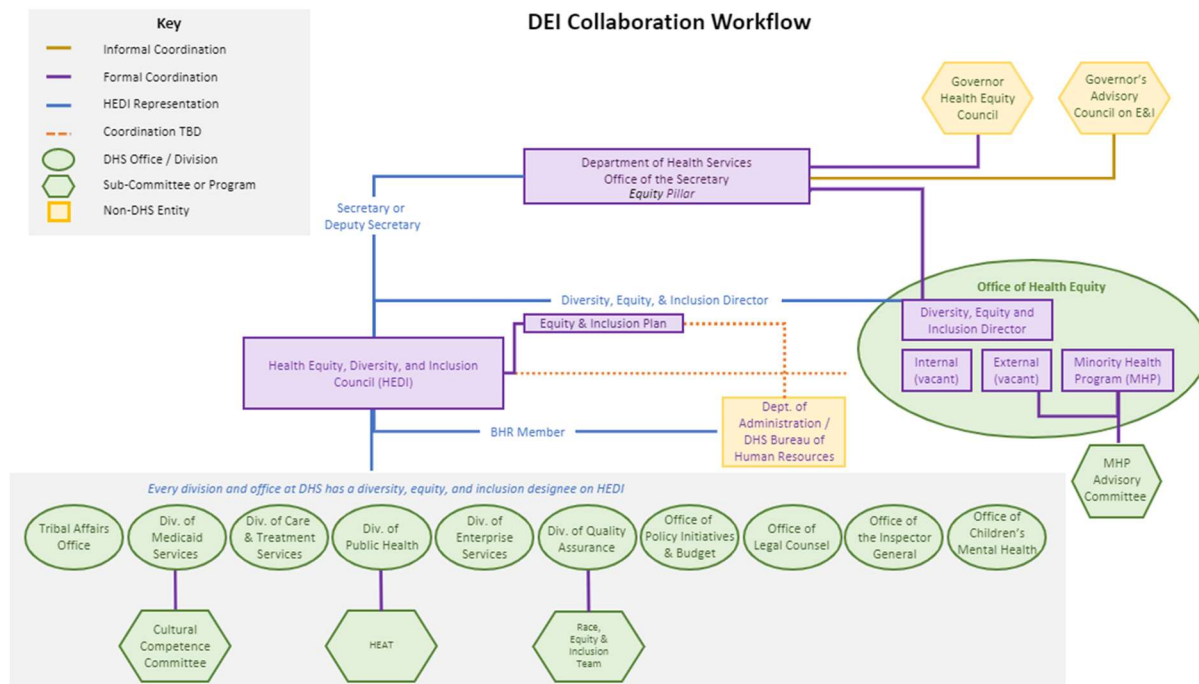 DEI Collaboration Workflow
Key
Informal Coordination
Formal Coordination
HEDI Representation
Coordination TBD
DHS Office / Division
Sub-Committee or Program
Non-DHS Entity
Governor
Health Equity
Council
Governor's
Advisory
Council on E&I
Department of Health Services
Office of the Secretary
Equity Pillar
Secretary or
Deputy Secretary
Diversity, Equity, & Inclusion Director
Office of Health Equity
Diversity, Equity and
Inclusion Director
Internal
(vacant)
External
(vacant)
Minority Health
Program (MHP)
Equity & Inclusion Plan
Health Equity, Diversity, and Inclusion
Council (HEDI)
BHR Member
Dept. of
Administration /
DHS Bureau of
Human Resources
MHP
Advisory
Committee
Every division and office at DHS has a diversity, equity, and inclusion designee on HEDI
Tribal Affairs
Office
Div. of
Medicaid
Services
Div. of Care
& Treatment
Services
Div. of
Public Health
Div. of
Enterprise
Services
Div. of Quality
Assurance
Office of
Policy Initiatives
& Budget
Office of
Legal Counsel
Office of
the Inspector
General
Office of
Children's
Mental Health
Cultural
Competence
Committee
HEAT
Race,
Equity &
Inclusion
Team